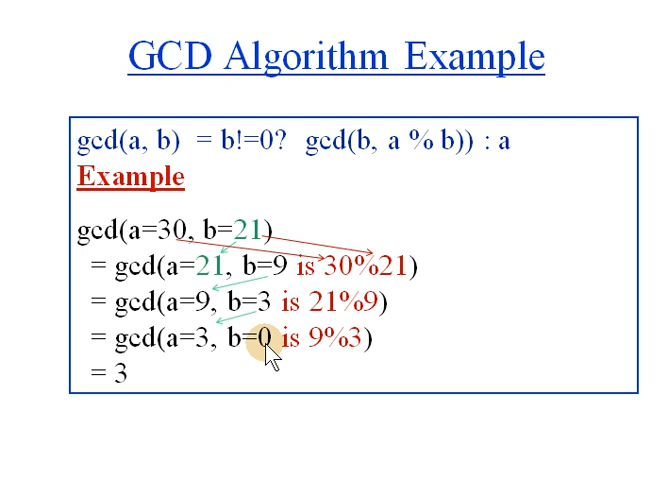 GCD Algorithm Example
gcd(a, b) = b!=0? gcd(b, a % b)) : a
Example
gcd(a=30, b=21)
= gcd(a=21, b=9 is 30%21)
= gcd(a=9, b=3 is 21%9)
= gcd(a=3, b=0 is 9%3)
= 3